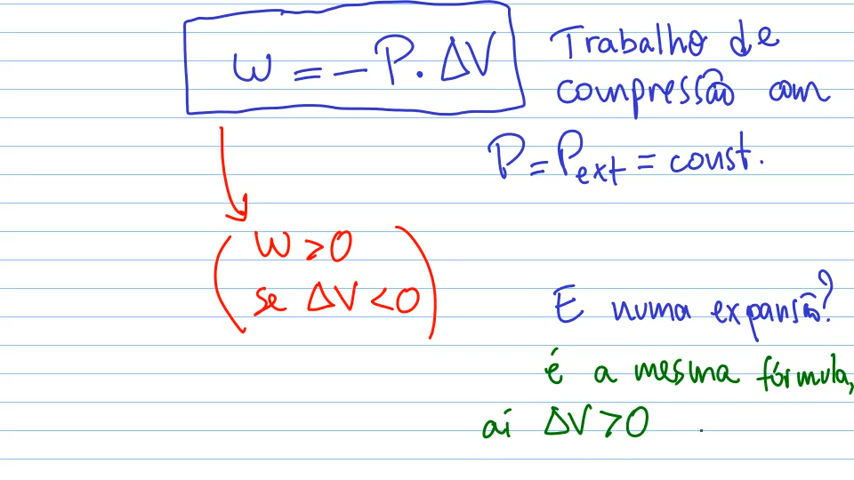 w = - P. ΔV
Trabalho de
compressão com
P = Pext = const.
(w > 0
se ΔV < 0)
E numa expansão?
é a mesma fórmula,
aí ΔV > 0 .